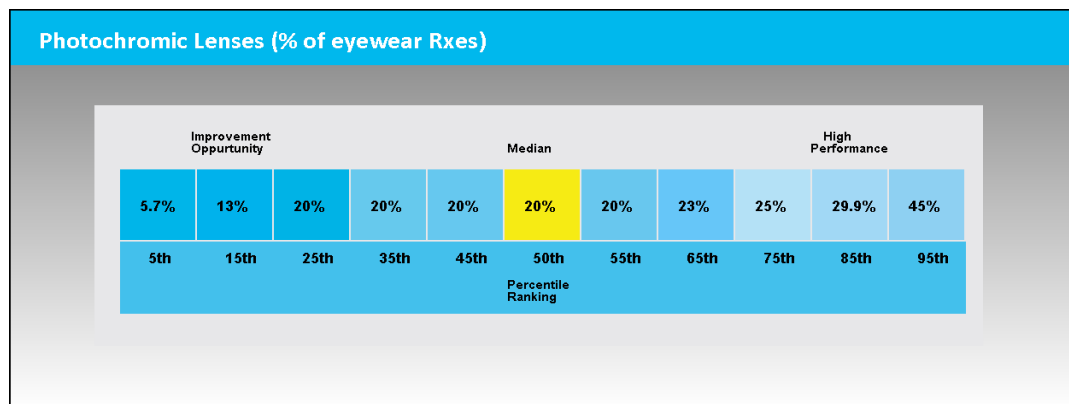 Photochromic Lenses (% of eyewear Rxes)
Improvement
Oppurtunity
Median
High
Performance
5.7% 13% 20% 20% 20% 20% 20% 23% 25% 29.9% 45%
5th 15th 25th 35th 45th 50th 55th 65th 75th 85th 95th
Percentile
Ranking